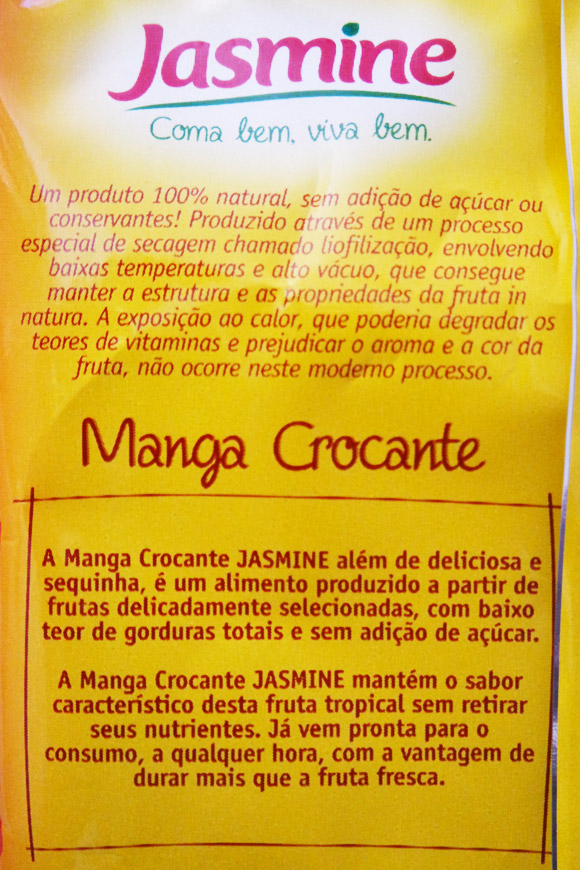 Jasmine
Coma bem, viva bem.
Um produto 100% natural, sem adição de açúcar ou
conservantes! Produzido através de um processo
especial de secagem chamado liofilização, envolvendo
baixas temperaturas e alto vácuo, que consegue
manter a estrutura e as propriedades da fruta in
natura. A exposição ao calor, que poderia degradar os
teores de vitaminas e prejudicar o aroma e a cor da
fruta, não ocorre neste moderno processo.
Manga Crocante
A Manga Crocante JASMINE além de deliciosa e
sequinha, é um alimento produzido a partir de
frutas delicadamente selecionadas, com baixo
teor de gorduras totais e sem adição de açúcar.
A Manga Crocante JASMINE mantém o sabor
característico desta fruta tropical sem retirar
seus nutrientes. Já vem pronta para o
consumo, a qualquer hora, com a vantagem de
durar mais que a fruta fresca.